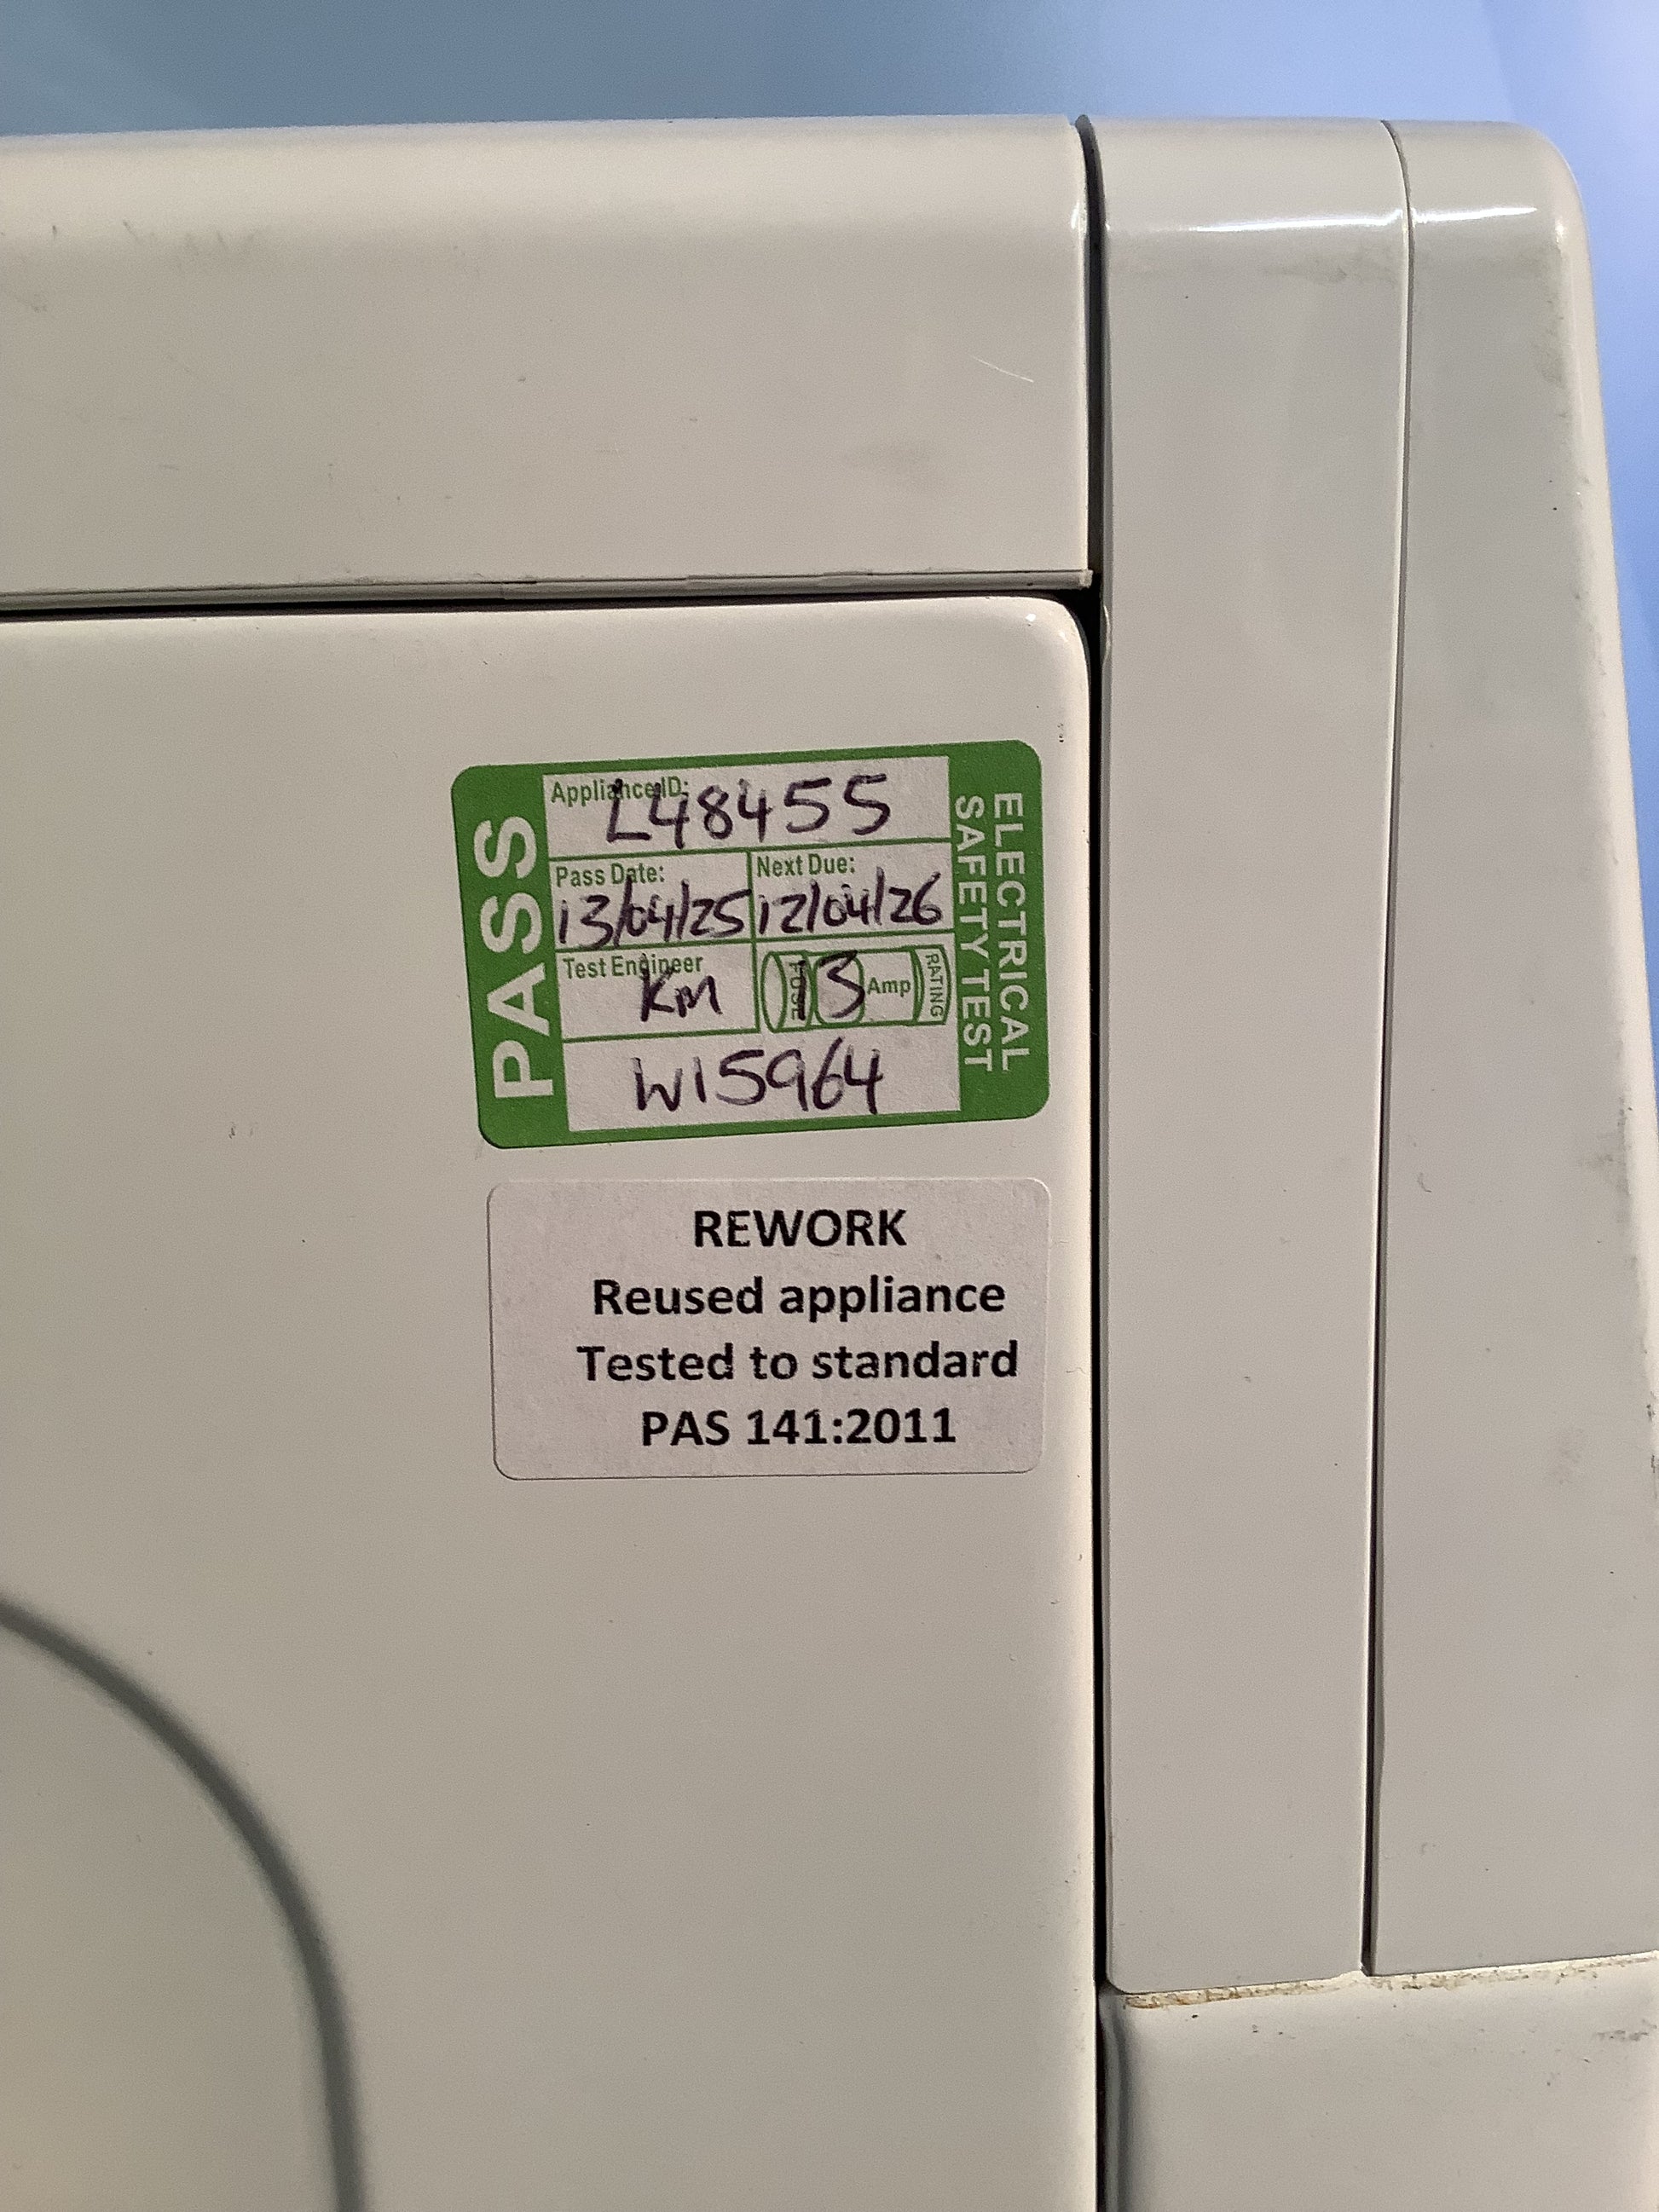 PASS
Appliance ID:
L48455
Pass Date:
13/04/25
Next Due:
12/04/26
Test Engineer
KM
FUSE
13
Amp
RATING
W15964
ELECTRICAL
SAFETY TEST
REWORK
Reused appliance
Tested to standard
PAS 141:2011